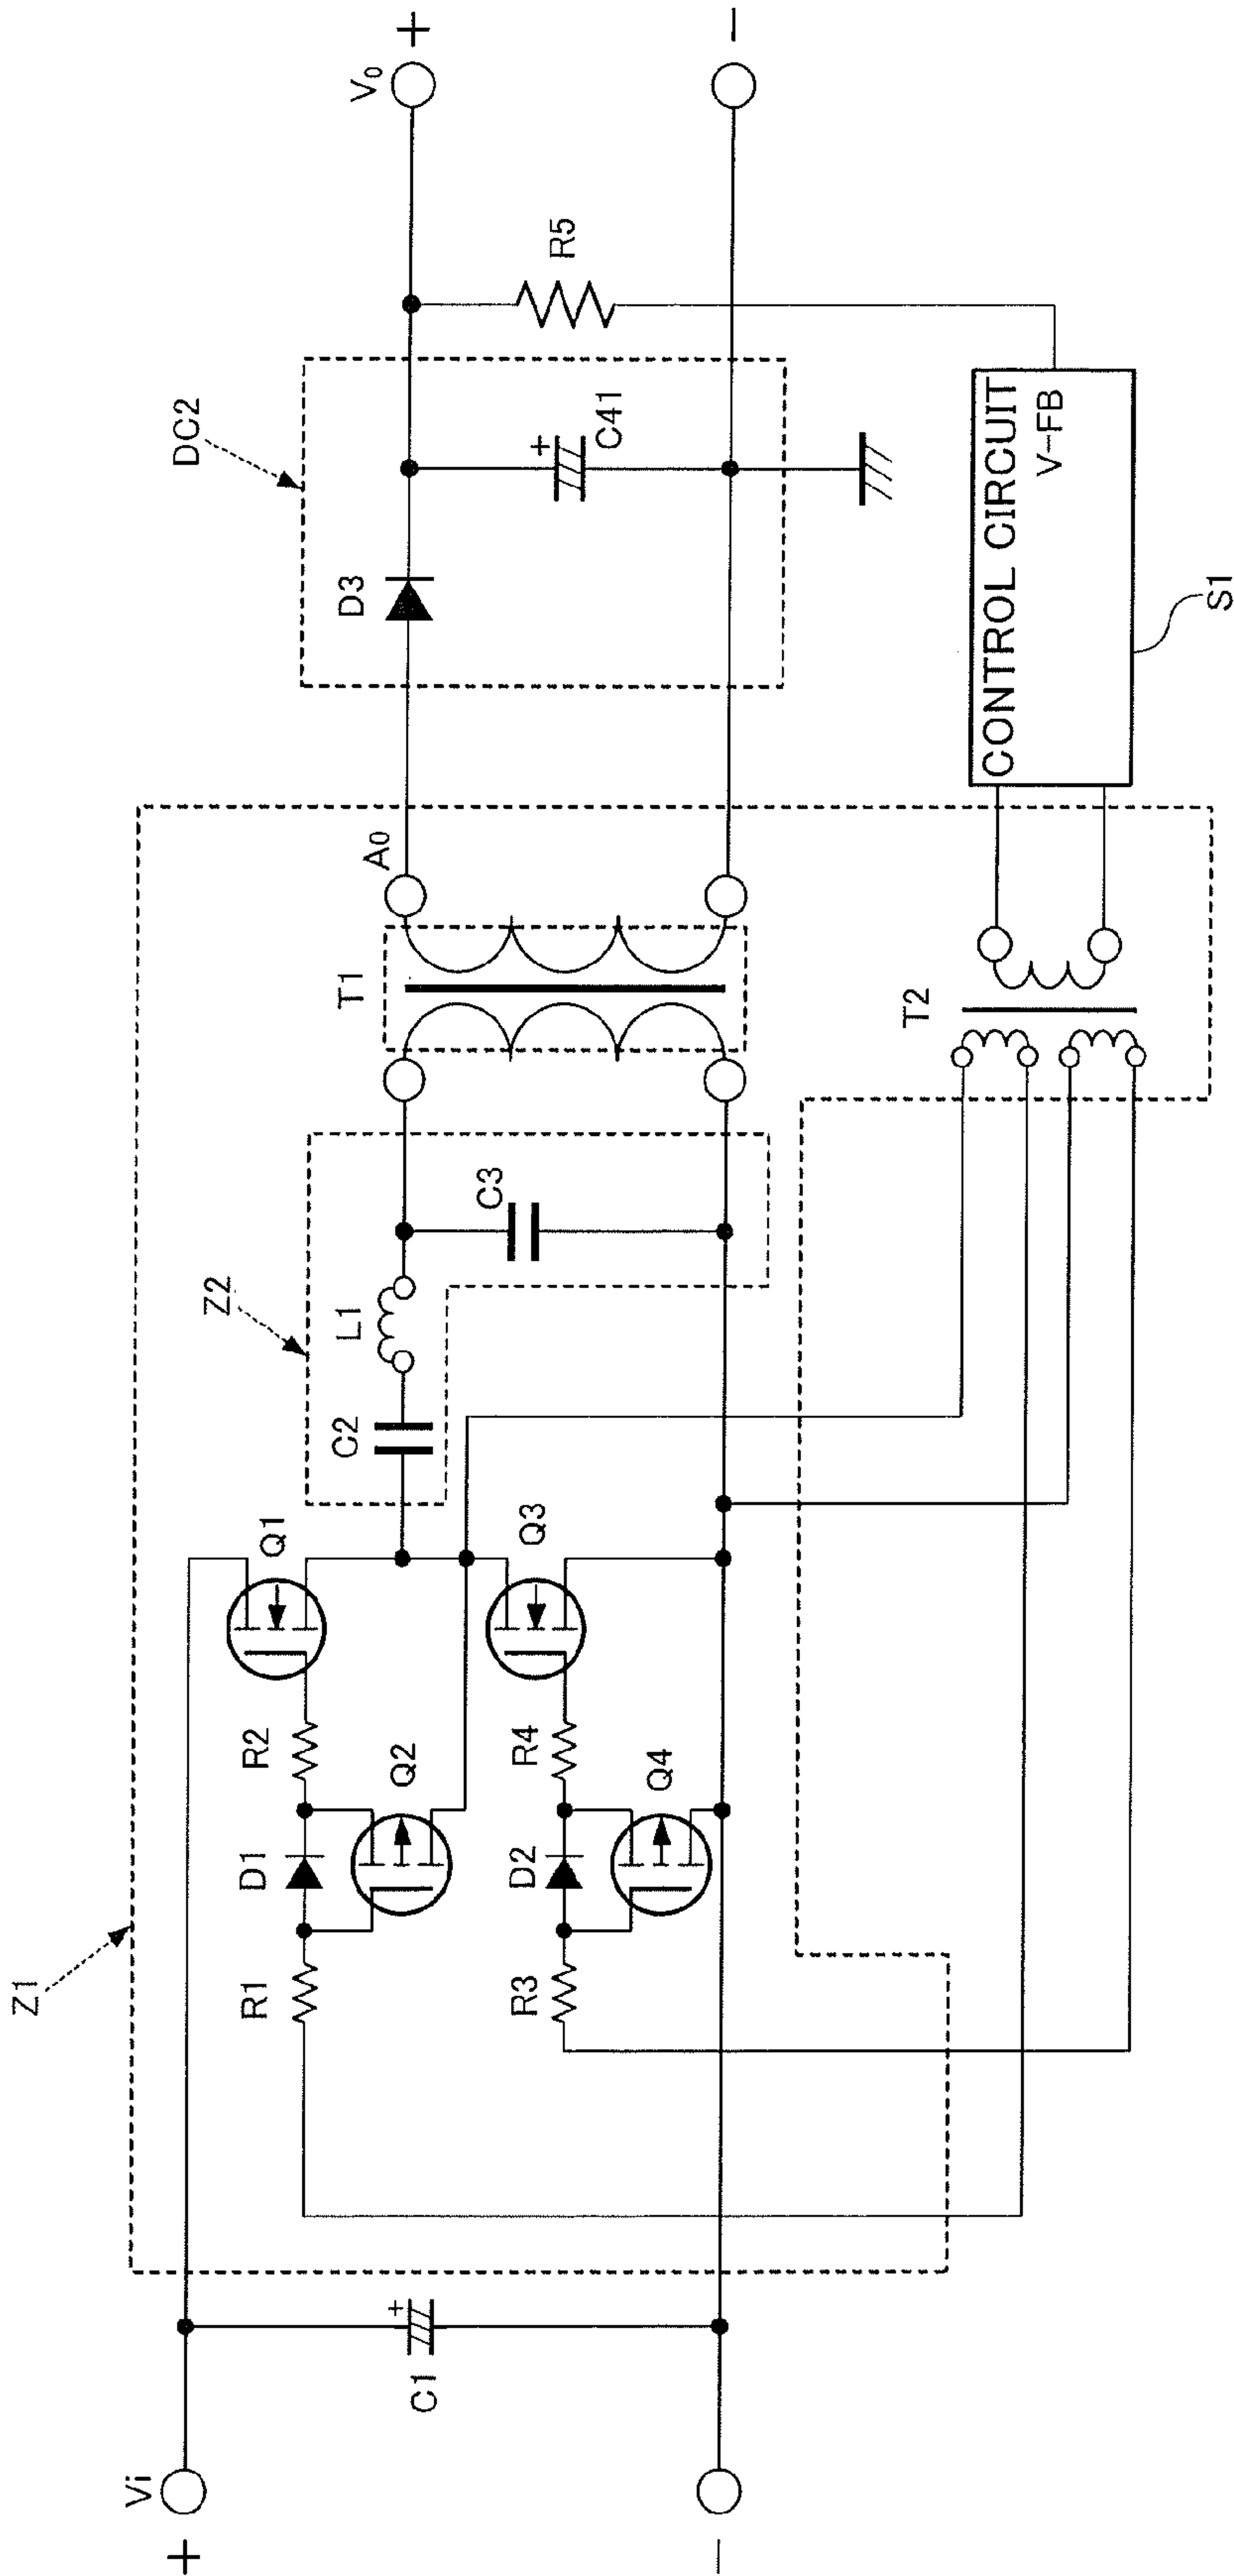 Z1
Z2
DC2
Vi
+
−
C1
+
R1
D1
R2
Q1
Q2
R3
D2
R4
Q3
Q4
C2
L1
C3
T1
A0
D3
C41
+
R5
V0
+
−
T2
CONTROL CIRCUIT
V-FB
S1